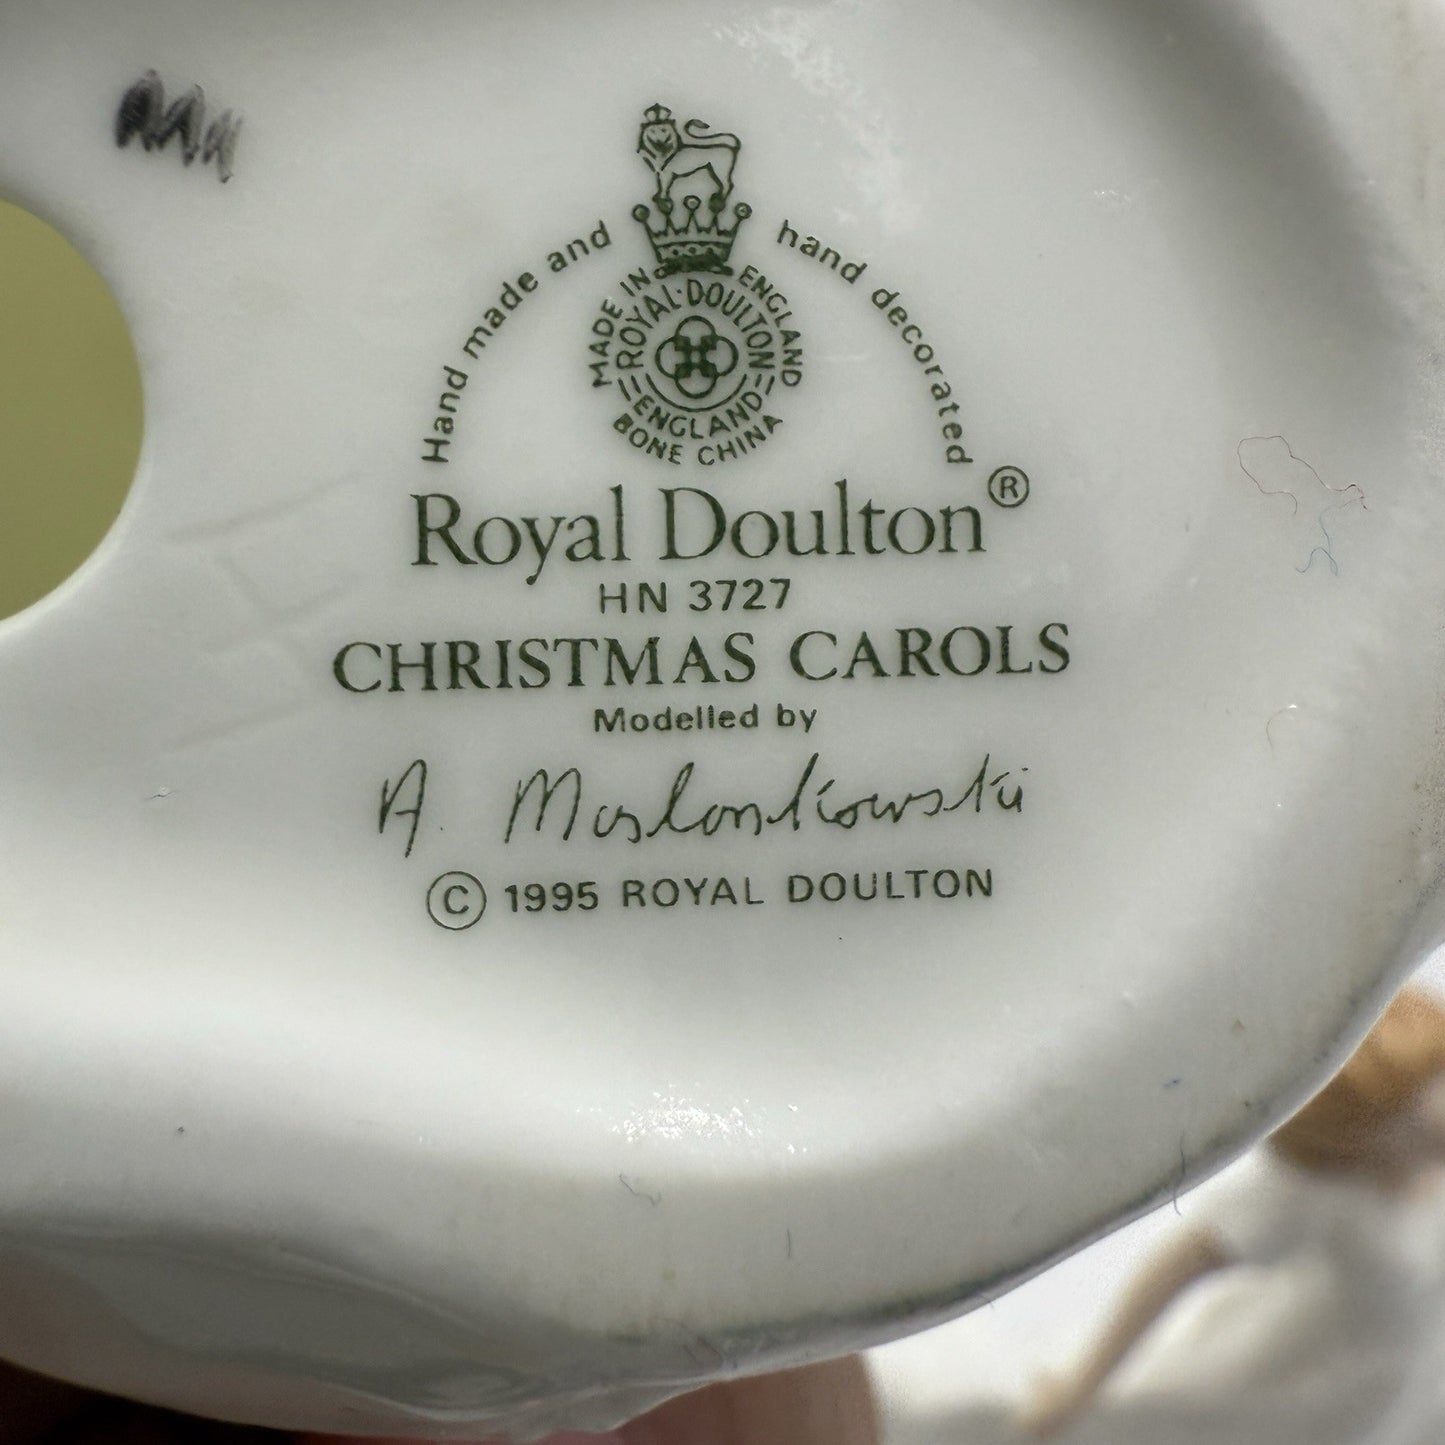 Hand made and hand decorated
MADE IN ENGLAND
ROYAL·DOULTON
ENGLAND
BONE CHINA
Royal Doulton®
HN 3727
CHRISTMAS CAROLS
Modelled by
A. Maslankowski
© 1995 ROYAL DOULTON